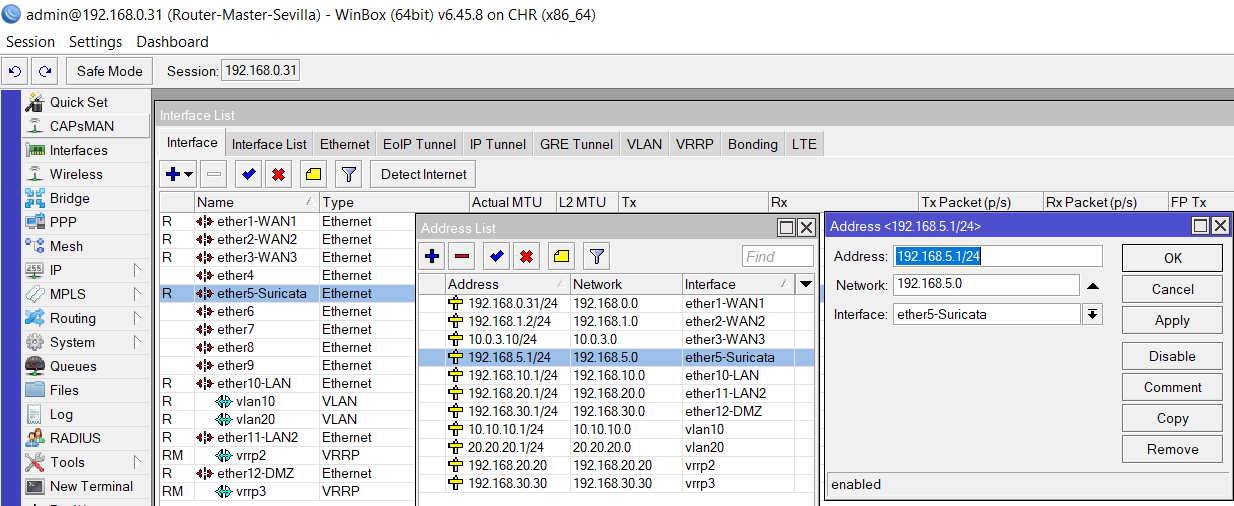 admin@192.168.0.31 (Router-Master-Sevilla) - WinBox (64bit) v6.45.8 on CHR (x86_64)
Session Settings Dashboard
Safe Mode Session: 192.168.0.31
Quick Set
CAPsMAN
Interfaces
Wireless
Bridge
PPP
Mesh
IP
MPLS
Routing
System
Queues
Files
Log
RADIUS
Tools
New Terminal
Interface List
Interface Interface List Ethernet EoIP Tunnel IP Tunnel GRE Tunnel VLAN VRRP Bonding LTE
Detect Internet
Name Type Actual MTU L2 MTU Tx Rx Tx Packet (p/s) Rx Packet (p/s) FP Tx
R ether1-WAN1 Ethernet
R ether2-WAN2 Ethernet
R ether3-WAN3 Ethernet
ether4 Ethernet
R ether5-Suricata Ethernet
ether6 Ethernet
ether7 Ethernet
ether8 Ethernet
ether9 Ethernet
R ether10-LAN Ethernet
R vlan10 VLAN
R vlan20 VLAN
R ether11-LAN2 Ethernet
RM vrrp2 VRRP
R ether12-DMZ Ethernet
RM vrrp3 VRRP
Address List
Find
Address Network Interface
192.168.0.31/24 192.168.0.0 ether1-WAN1
192.168.1.2/24 192.168.1.0 ether2-WAN2
10.0.3.10/24 10.0.3.0 ether3-WAN3
192.168.5.1/24 192.168.5.0 ether5-Suricata
192.168.10.1/24 192.168.10.0 ether10-LAN
192.168.20.1/24 192.168.20.0 ether11-LAN2
192.168.30.1/24 192.168.30.0 ether12-DMZ
10.10.10.1/24 10.10.10.0 vlan10
20.20.20.1/24 20.20.20.0 vlan20
192.168.20.20 192.168.20.20 vrrp2
192.168.30.30 192.168.30.30 vrrp3
Address <192.168.5.1/24>
Address: 192.168.5.1/24
Network: 192.168.5.0
Interface: ether5-Suricata
OK
Cancel
Apply
Disable
Comment
Copy
Remove
enabled